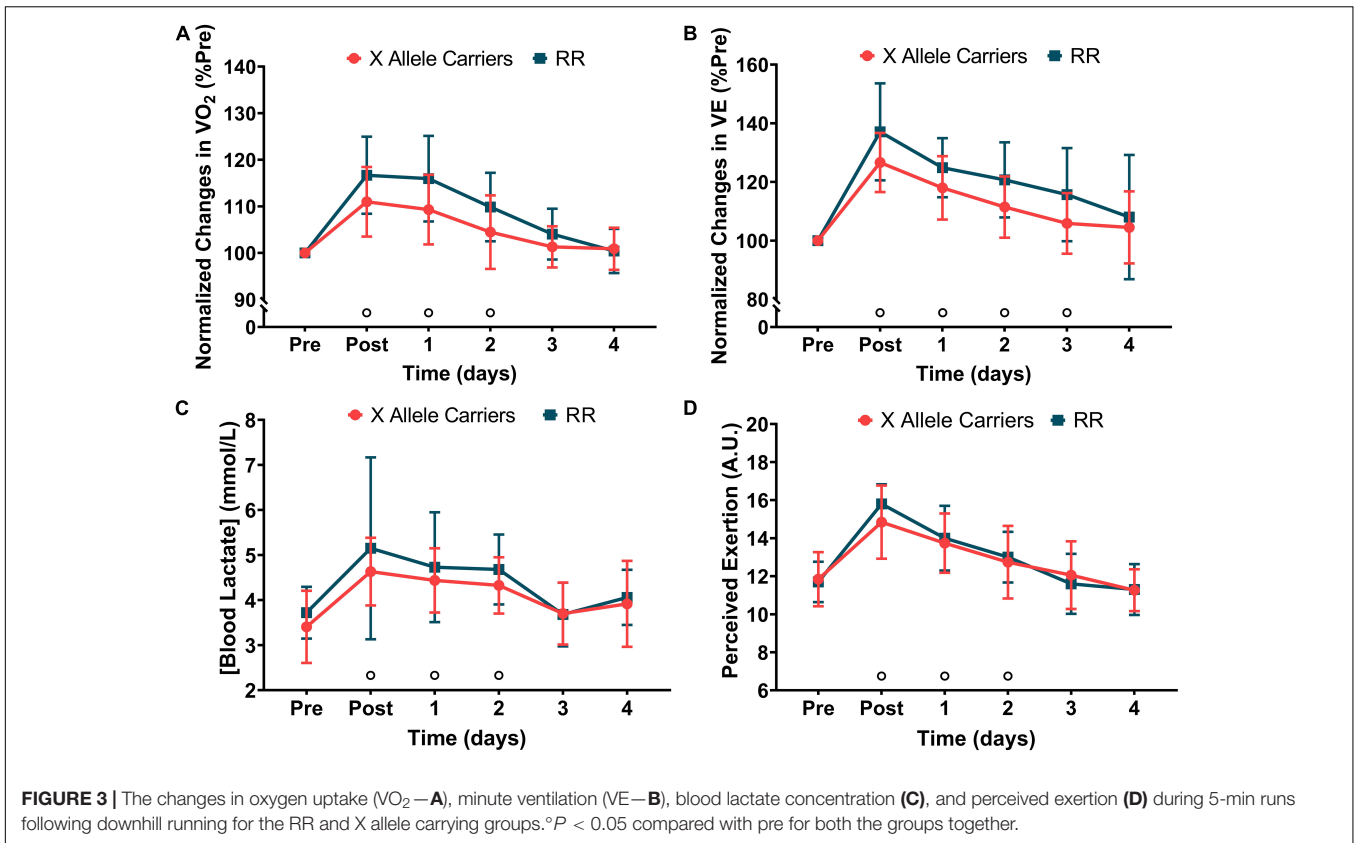 A
X Allele Carriers RR
Normalized Changes in VO2 (%Pre)
140
130
120
110
100
90
0
Pre Post 1 2 3 4
Time (days)
B
X Allele Carriers RR
Normalized Changes in VE (%Pre)
160
140
120
100
80
0
Pre Post 1 2 3 4
Time (days)
C
X Allele Carriers RR
[Blood Lactate] (mmol/L)
8
7
6
5
4
3
2
Pre Post 1 2 3 4
Time (days)
D
X Allele Carriers RR
Perceived Exertion (A.U.)
20
18
16
14
12
10
8
6
Pre Post 1 2 3 4
Time (days)
FIGURE 3 | The changes in oxygen uptake (VO2—A), minute ventilation (VE—B), blood lactate concentration (C), and perceived exertion (D) during 5-min runs
following downhill running for the RR and X allele carrying groups.°P < 0.05 compared with pre for both the groups together.